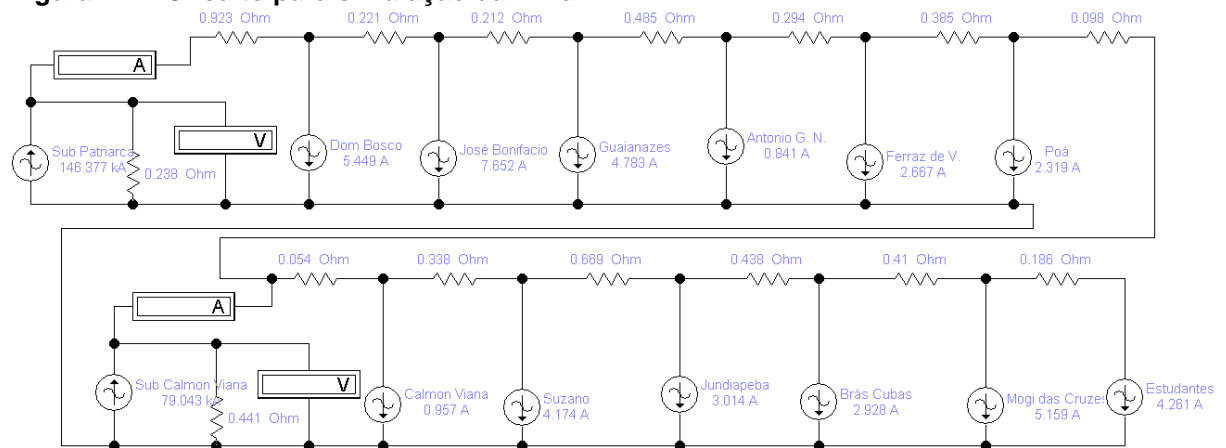 Figura Circuito para simulação da
0.923 Ohm
0.221 Ohm
0.212 Ohm
0.485 Ohm
0.294 Ohm
0.385 Ohm
0.098 Ohm
A
V
Sub Patriarca
146.377 kA
0.238 Ohm
Dom Bosco
5.449 A
José Bonifacio
7.652 A
Guaianazes
4.783 A
Antonio G. N.
0.841 A
Ferraz de V.
2.667 A
Poá
2.319 A
0.054 Ohm
0.338 Ohm
0.669 Ohm
0.438 Ohm
0.41 Ohm
0.186 Ohm
A
V
Sub Calmon Viana
79.043 kA
0.441 Ohm
Calmon Viana
0.957 A
Suzano
4.174 A
Jundiapeba
3.014 A
Brás Cubas
2.928 A
Mogi das Cruzes
5.159 A
Estudantes
4.261 A